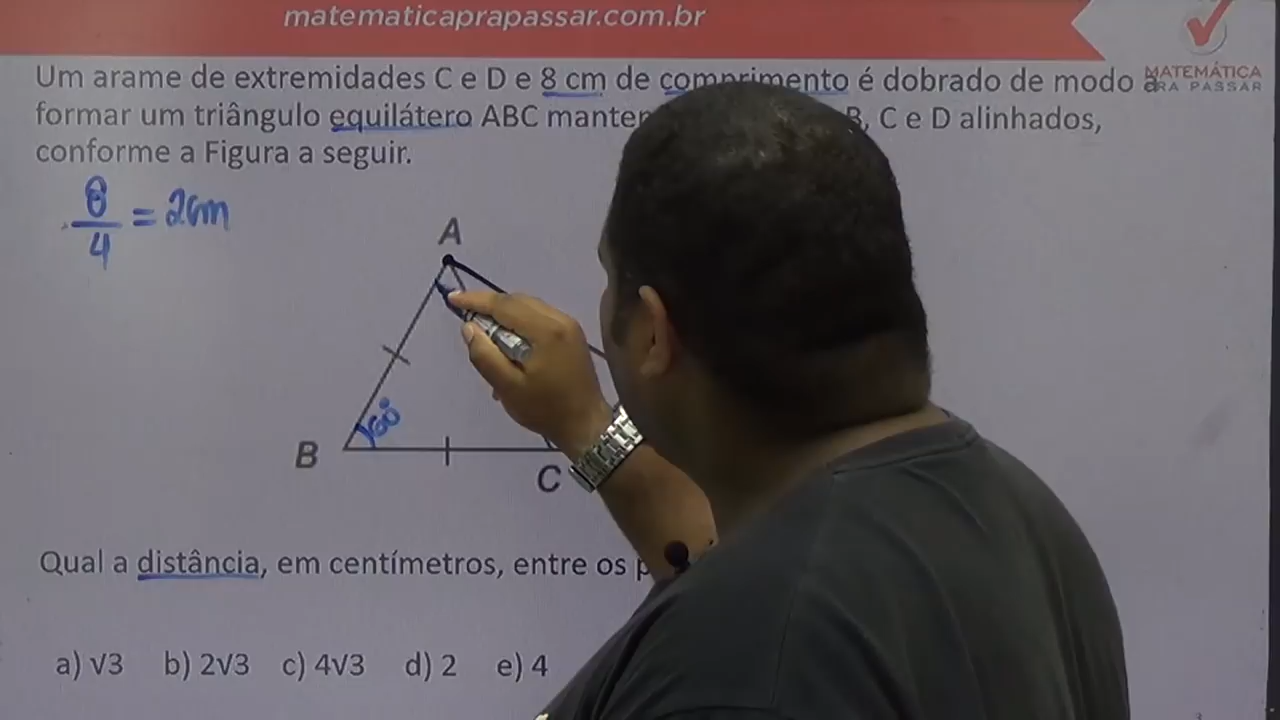 matematicaprapassar.com.br
MATEMÁTICA
PRA PASSAR
Um arame de extremidades C e D e 8 cm de comprimento é dobrado de modo a
formar um triângulo equilátero ABC B, C e D alinhados,
conforme a Figura a seguir.
8
4
= 2cm
A
60°
B
C
Qual a distância, em centímetros, entre os
a) √3 b) 2√3 c) 4√3 d) 2 e) 4